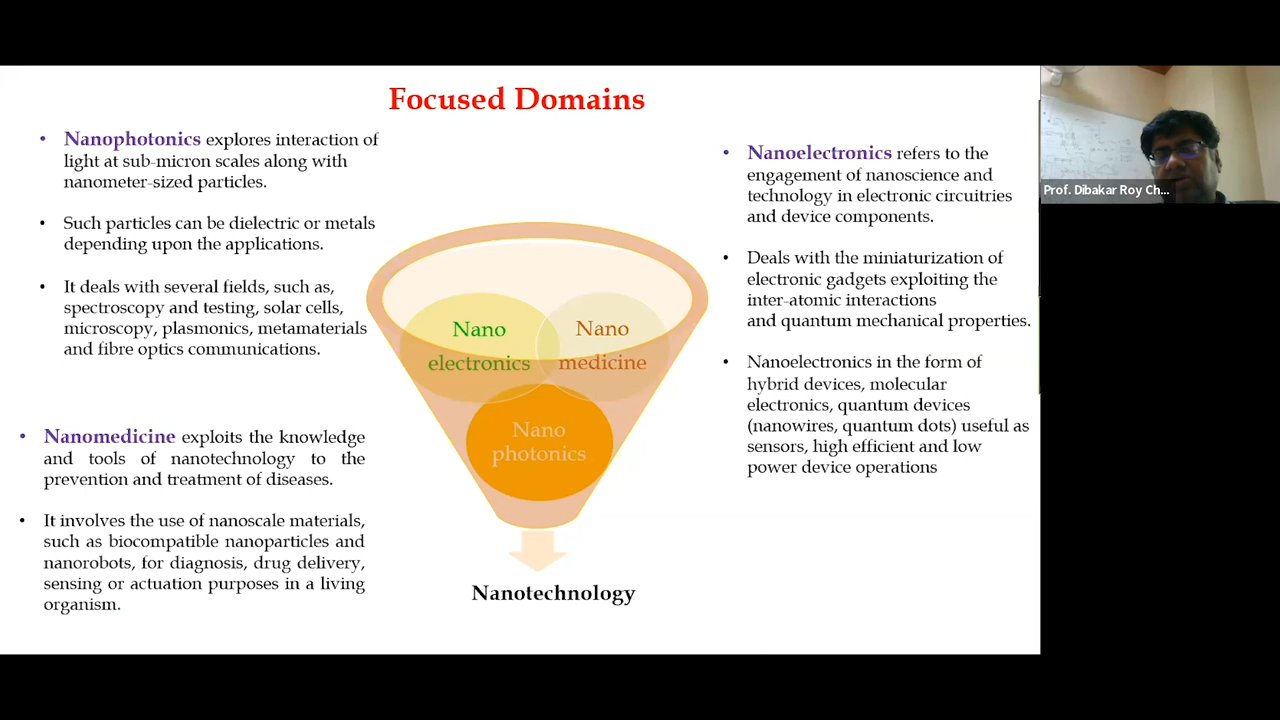 Focused Domains
• Nanophotonics explores interaction of
light at sub-micron scales along with
nanometer-sized particles.
• Such particles can be dielectric or metals
depending upon the applications.
• It deals with several fields, such as,
spectroscopy and testing, solar cells,
microscopy, plasmonics, metamaterials
and fibre optics communications.
• Nanomedicine exploits the knowledge
and tools of nanotechnology to the
prevention and treatment of diseases.
• It involves the use of nanoscale materials,
such as biocompatible nanoparticles and
nanorobots, for diagnosis, drug delivery,
sensing or actuation purposes in a living
organism.
Nano
electronics
Nano
medicine
Nano
photonics
Nanotechnology
• Nanoelectronics refers to the
engagement of nanoscience and
technology in electronic circuitries
and device components.
• Deals with the miniaturization of
electronic gadgets exploiting the
inter-atomic interactions
and quantum mechanical properties.
• Nanoelectronics in the form of
hybrid devices, molecular
electronics, quantum devices
(nanowires, quantum dots) useful as
sensors, high efficient and low
power device operations
Prof. Dibakar Roy Ch...